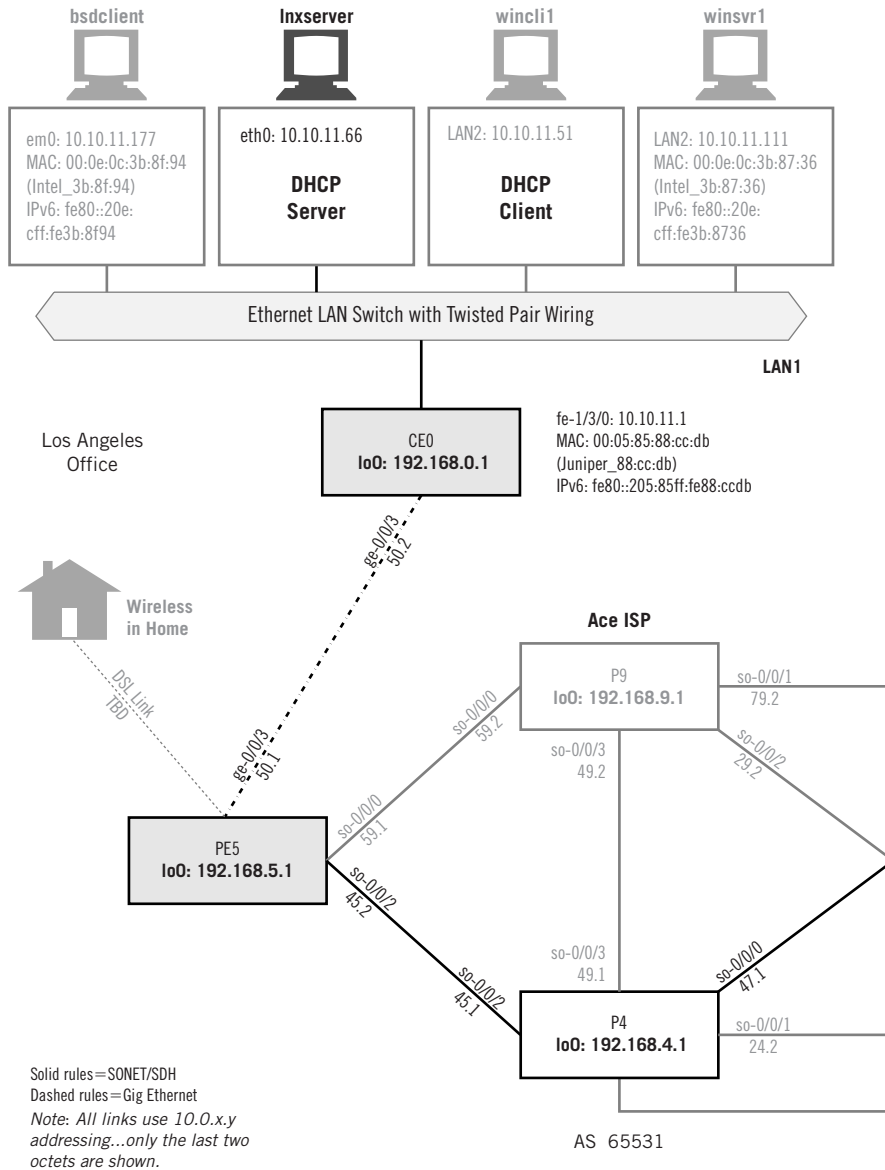 bsdclient
lnxserver
wincli1
winsvr1
em0: 10.10.11.177
MAC: 00:0e:0c:3b:8f:94
(Intel_3b:8f:94)
IPv6: fe80::20e:
cff:fe3b:8f94
eth0: 10.10.11.66
DHCP
Server
LAN2: 10.10.11.51
DHCP
Client
LAN2: 10.10.11.111
MAC: 00:0e:0c:3b:87:36
(Intel_3b:87:36)
IPv6: fe80::20e:
cff:fe3b:8736
Ethernet LAN Switch with Twisted Pair Wiring
LAN1
Los Angeles
Office
CE0
lo0: 192.168.0.1
fe-1/3/0: 10.10.11.1
MAC: 00:05:85:88:cc:db
(Juniper_88:cc:db)
IPv6: fe80::205:85ff:fe88:ccdb
ge-0/0/3
50.2
Wireless
in Home
DSL Link
TBD
ge-0/0/3
50.1
Ace ISP
P9
lo0: 192.168.9.1
so-0/0/1
79.2
so-0/0/0
59.2
so-0/0/3
49.2
so-0/0/2
29.2
so-0/0/0
59.1
PE5
lo0: 192.168.5.1
so-0/0/2
45.2
so-0/0/2
45.1
so-0/0/3
49.1
so-0/0/0
47.1
P4
lo0: 192.168.4.1
so-0/0/1
24.2
Solid rules=SONET/SDH
Dashed rules=Gig Ethernet
Note: All links use 10.0.x.y
addressing...only the last two
octets are shown.
AS 65531